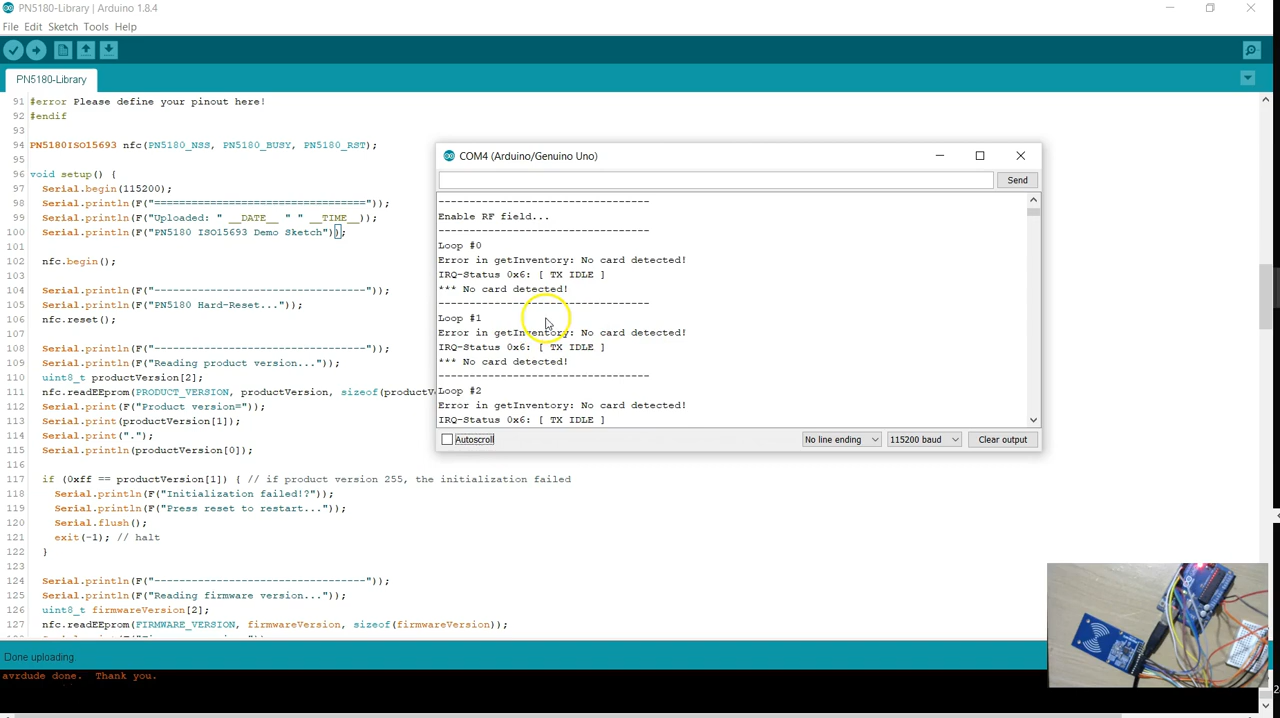 PN5180-Library | Arduino 1.8.4
File Edit Sketch Tools Help
PN5180-Library
91 #error Please define your pinout here!
92 #endif
93
94 PN5180ISO15693 nfc(PN5180_NSS, PN5180_BUSY, PN5180_RST);
95
96 void setup() {
97 Serial.begin(115200);
98 Serial.println(F("=================================="));
99 Serial.println(F("Uploaded: " __DATE__ " " __TIME__));
100 Serial.println(F("PN5180 ISO15693 Demo Sketch"));
101
102 nfc.begin();
103
104 Serial.println(F("----------------------------------"));
105 Serial.println(F("PN5180 Hard-Reset..."));
106 nfc.reset();
107
108 Serial.println(F("----------------------------------"));
109 Serial.println(F("Reading product version..."));
110 uint8_t productVersion[2];
111 nfc.readEEprom(PRODUCT_VERSION, productVersion, sizeof(productV
112 Serial.print(F("Product version="));
113 Serial.print(productVersion[1]);
114 Serial.print(".");
115 Serial.println(productVersion[0]);
116
117 if (0xff == productVersion[1]) { // if product version 255, the initialization failed
118 Serial.println(F("Initialization failed!?"));
119 Serial.println(F("Press reset to restart..."));
120 Serial.flush();
121 exit(-1); // halt
122 }
123
124 Serial.println(F("----------------------------------"));
125 Serial.println(F("Reading firmware version..."));
126 uint8_t firmwareVersion[2];
127 nfc.readEEprom(FIRMWARE_VERSION, firmwareVersion, sizeof(firmwareVersion));
COM4 (Arduino/Genuino Uno)
Send
----------------------------------
Enable RF field...
----------------------------------
Loop #0
Error in getInventory: No card detected!
IRQ-Status 0x6: [ TX IDLE ]
*** No card detected!
----------------------------------
Loop #1
Error in getInventory: No card detected!
IRQ-Status 0x6: [ TX IDLE ]
*** No card detected!
----------------------------------
Loop #2
Error in getInventory: No card detected!
IRQ-Status 0x6: [ TX IDLE ]
Autoscroll No line ending 115200 baud Clear output
Done uploading.
avrdude done. Thank you.